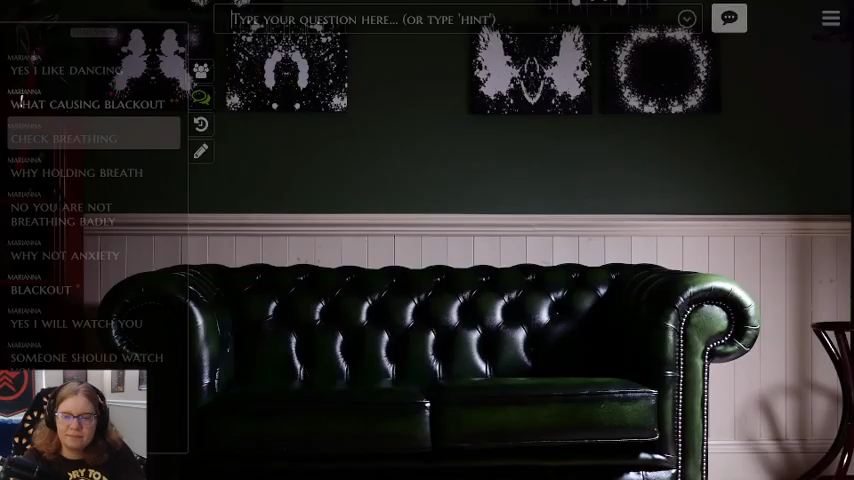 TYPE YOUR QUESTION HERE... (OR TYPE 'HINT')
MARIANNA
YES I LIKE DANCING
MARIANNA
WHAT CAUSING BLACKOUT
MARIANNA
CHECK BREATHING
MARIANNA
WHY HOLDING BREATH
MARIANNA
NO YOU ARE NOT
BREATHING BADLY
MARIANNA
WHY NOT ANXIETY
MARIANNA
BLACKOUT
MARIANNA
YES I WILL WATCH YOU
MARIANNA
SOMEONE SHOULD WATCH